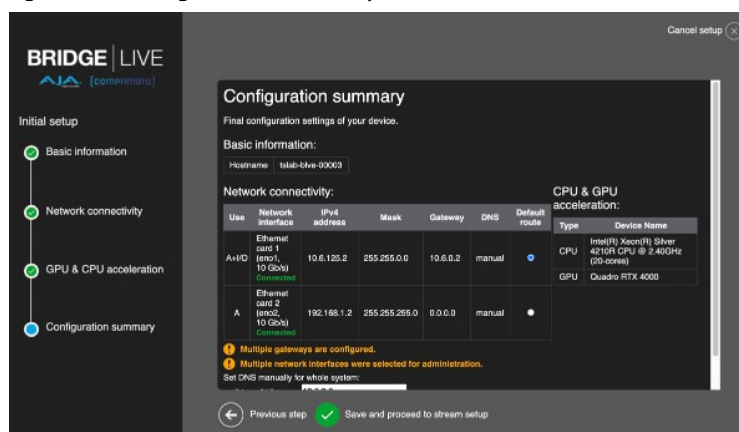 Cancel setup
BRIDGE LIVE
AJA
Initial setup
Basic information
Network connectivity
GPU & CPU acceleration
Configuration summary
Configuration summary
Final configuration settings of your device.
Basic information:
Hostname tslab-blve-00003
Network connectivity:
Use Network interface IPv4 address Mask Gateway DNS Default route
A+I/O Ethernet card 1 (eno1, 10 Gb/s) Connected 10.6.125.2 255.255.0.0 10.6.0.2 manual
A Ethernet card 2 (eno2, 10 Gb/s) Connected 192.168.1.2 255.255.255.0 0.0.0.0 manual
Multiple gateways are configured.
Multiple network interfaces were selected for administration.
Set DNS manually for whole system:
CPU & GPU
acceleration:
Type Device Name
CPU Intel(R) Xeon(R) Silver 4210R CPU @ 2.40GHz (20-cores)
GPU Quadro RTX 4000
Previous step
Save and proceed to stream setup